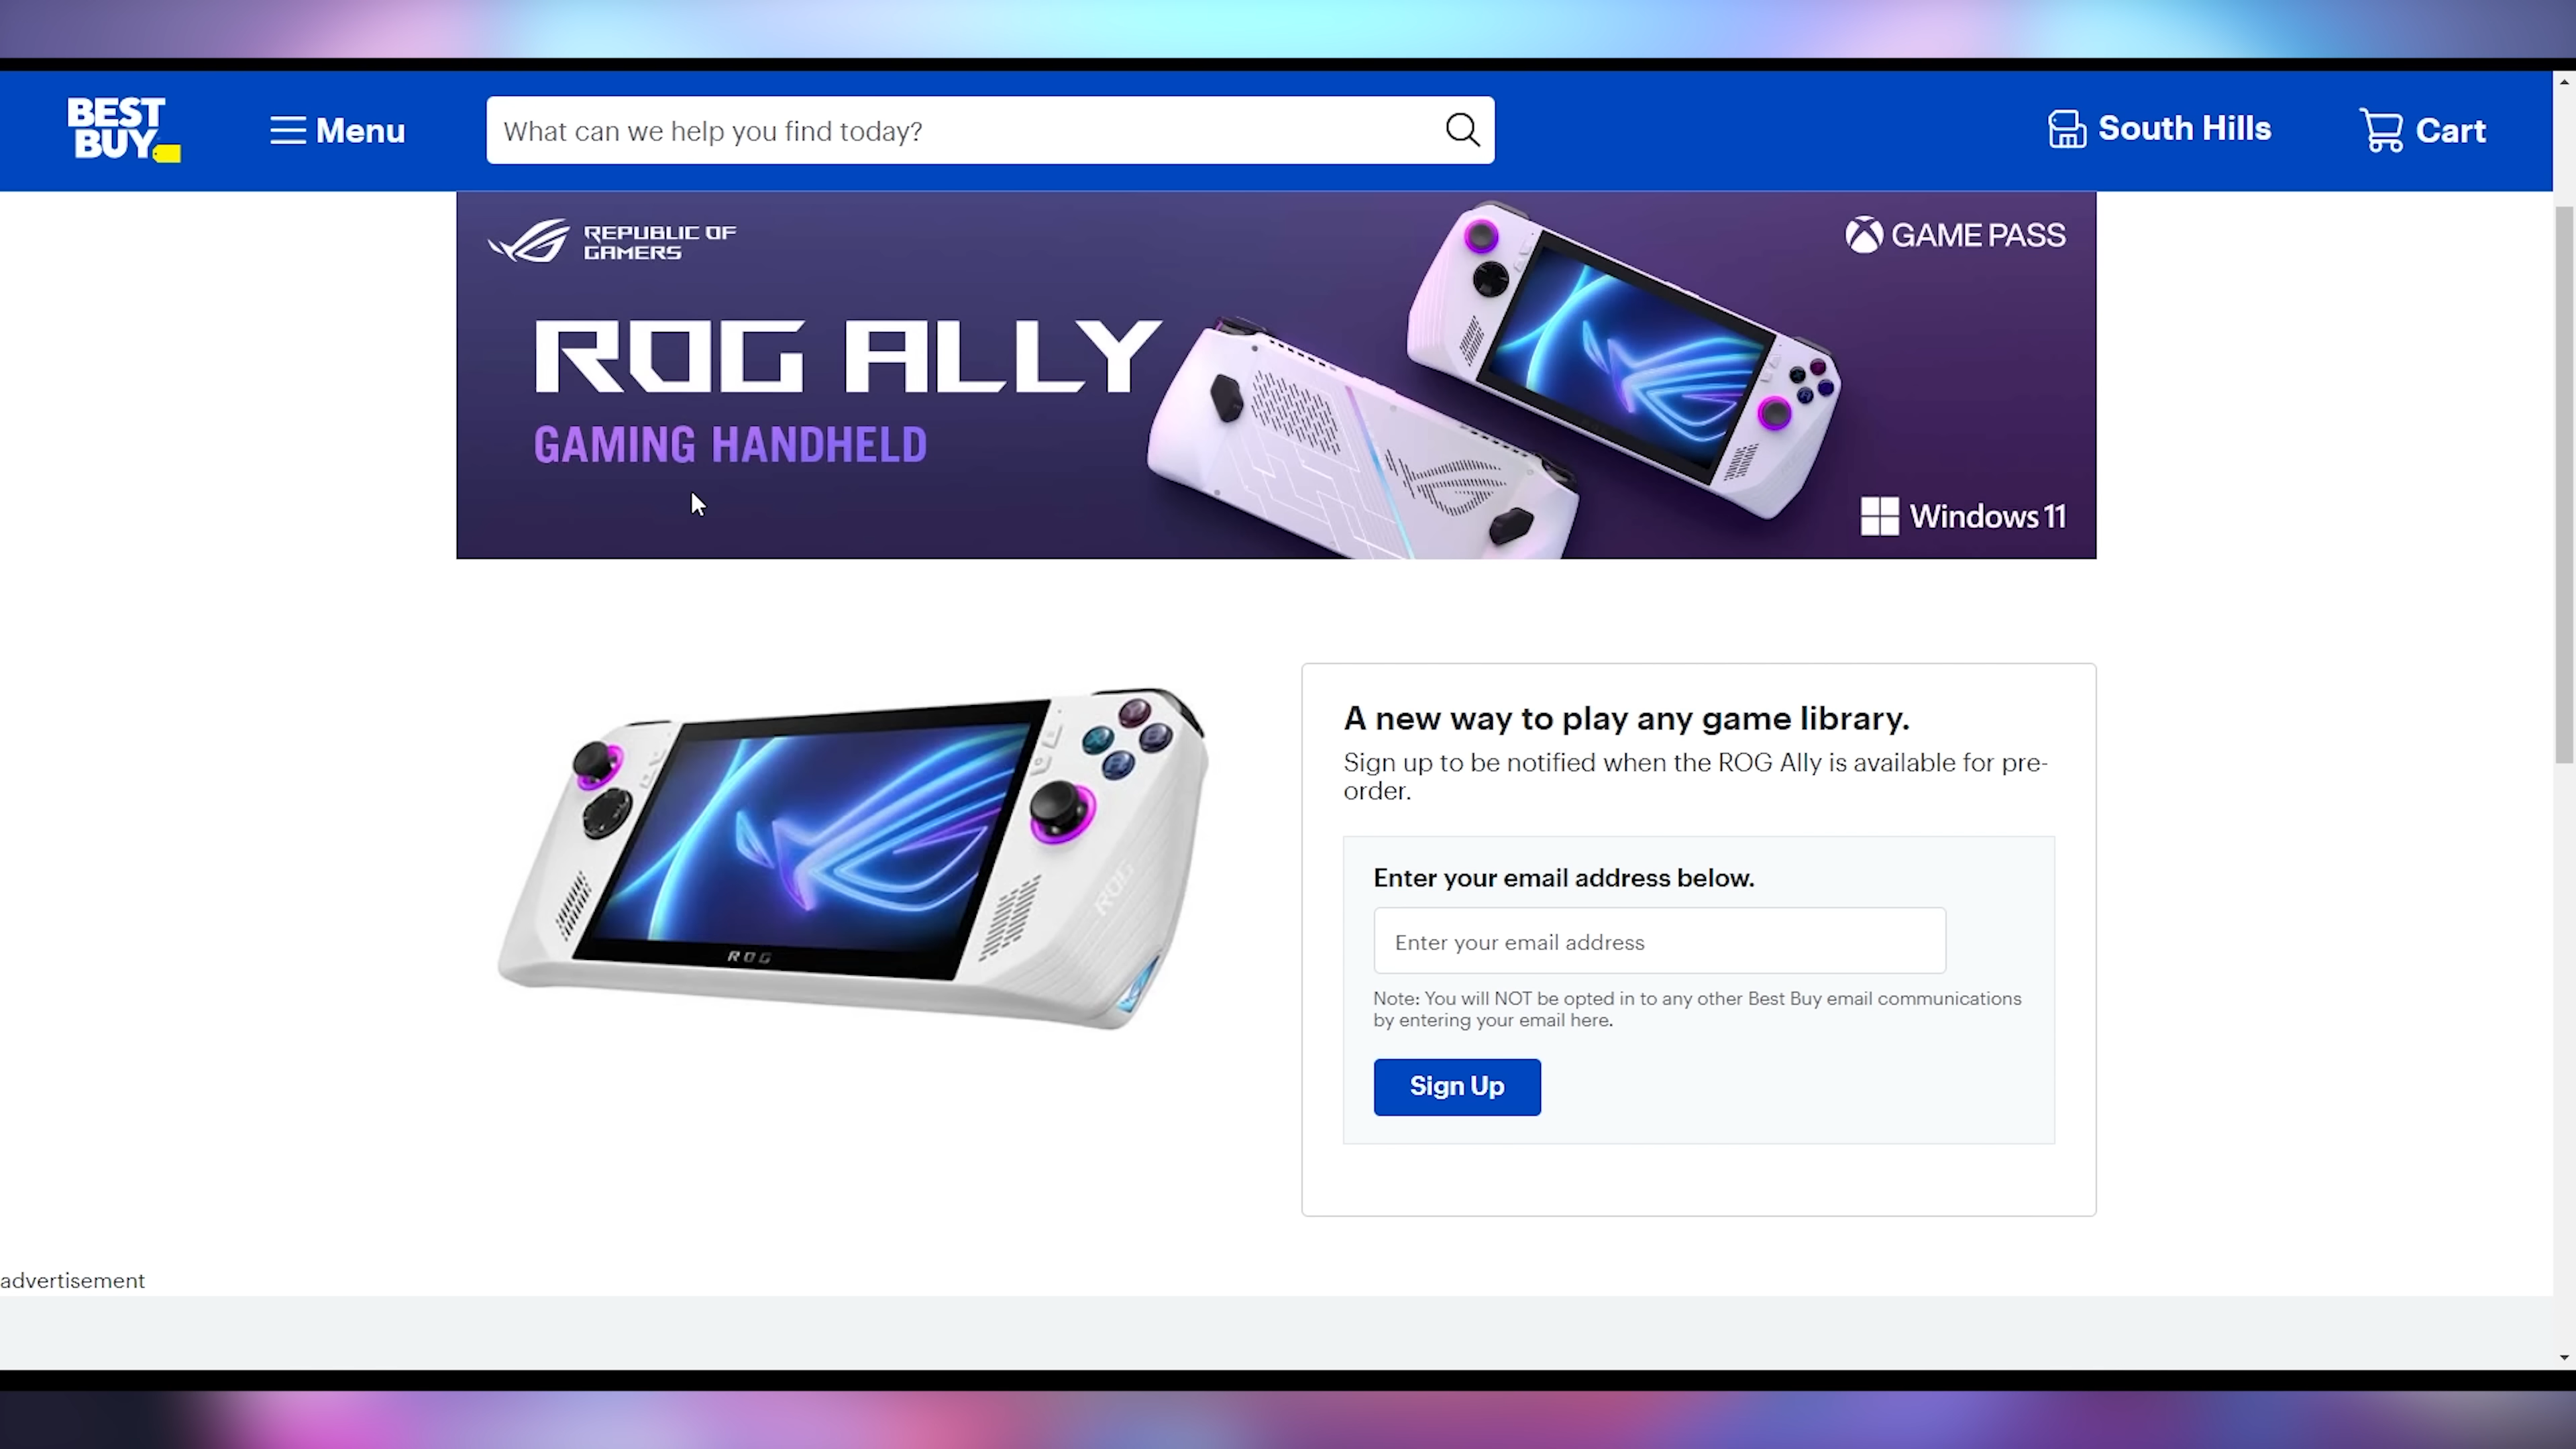 BEST
BUY
Menu
What can we help you find today?
South Hills
Cart
REPUBLIC OF
GAMERS
GAME PASS
ROG ALLY
GAMING HANDHELD
Windows 11
A new way to play any game library.
Sign up to be notified when the ROG Ally is available for pre-
order.
ROG
ROG
Enter your email address below.
Enter your email address
Note: You will NOT be opted in to any other Best Buy email communications
by entering your email here.
Sign Up
advertisement